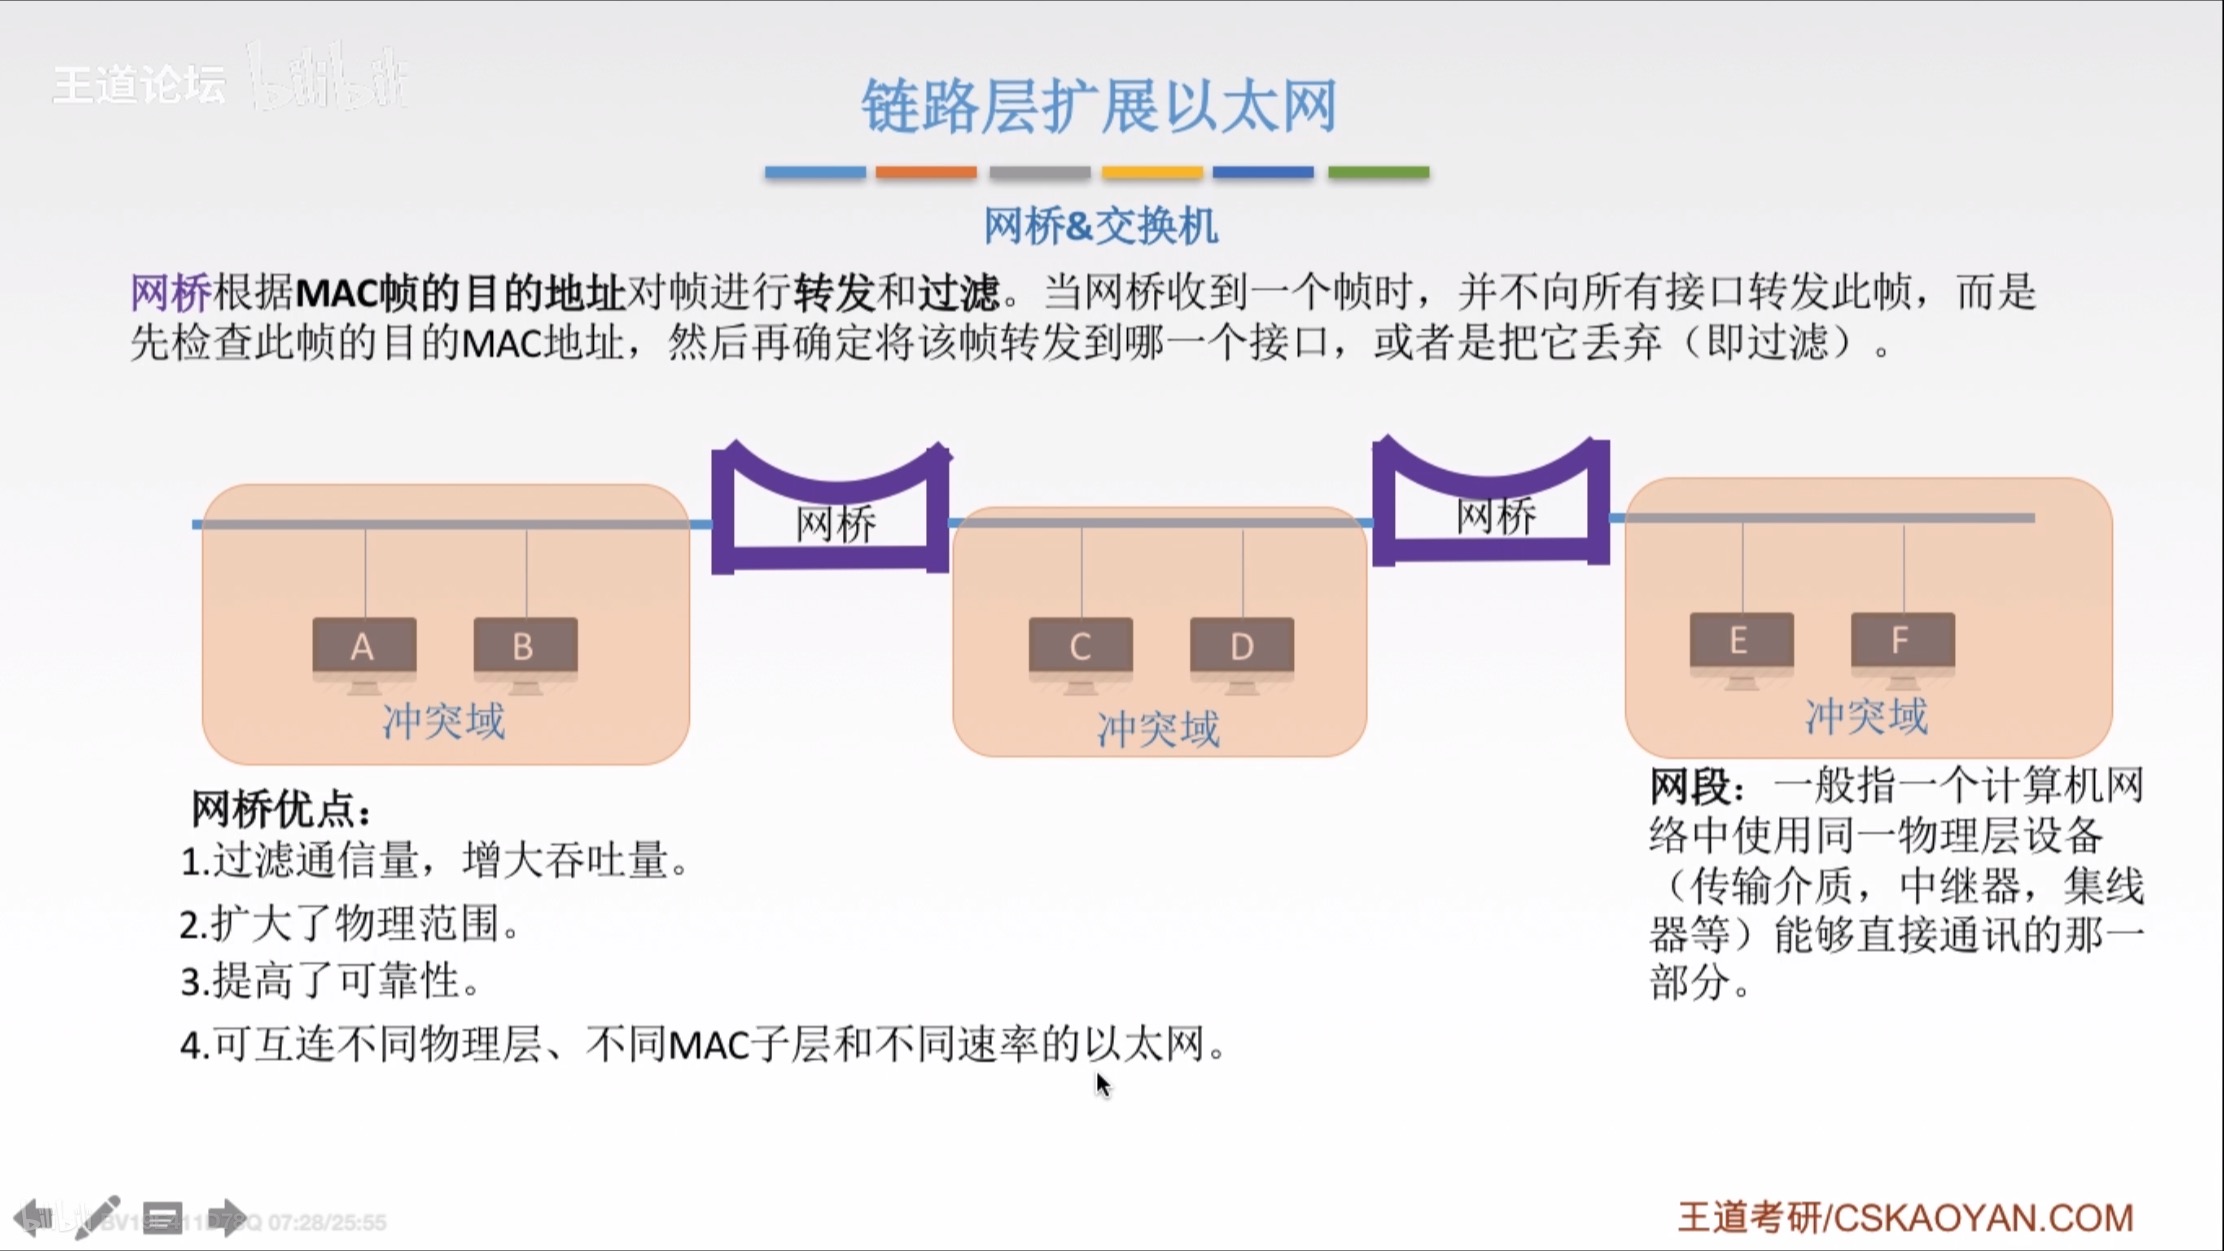 王道论坛 bilibili
链路层扩展以太网
网桥&交换机
网桥根据MAC帧的目的地址对帧进行转发和过滤。当网桥收到一个帧时，并不向所有接口转发此帧，而是
先检查此帧的目的MAC地址，然后再确定将该帧转发到哪一个接口，或者是把它丢弃（即过滤）。
网桥
网桥
A
B
C
D
E
F
冲突域
冲突域
冲突域
网桥优点：
1.过滤通信量，增大吞吐量。
2.扩大了物理范围。
3.提高了可靠性。
4.可互连不同物理层、不同MAC子层和不同速率的以太网。
网段：一般指一个计算机网
络中使用同一物理层设备
（传输介质，中继器，集线
器等）能够直接通讯的那一
部分。
07:28/25:55
王道考研/CSKAOYAN.COM